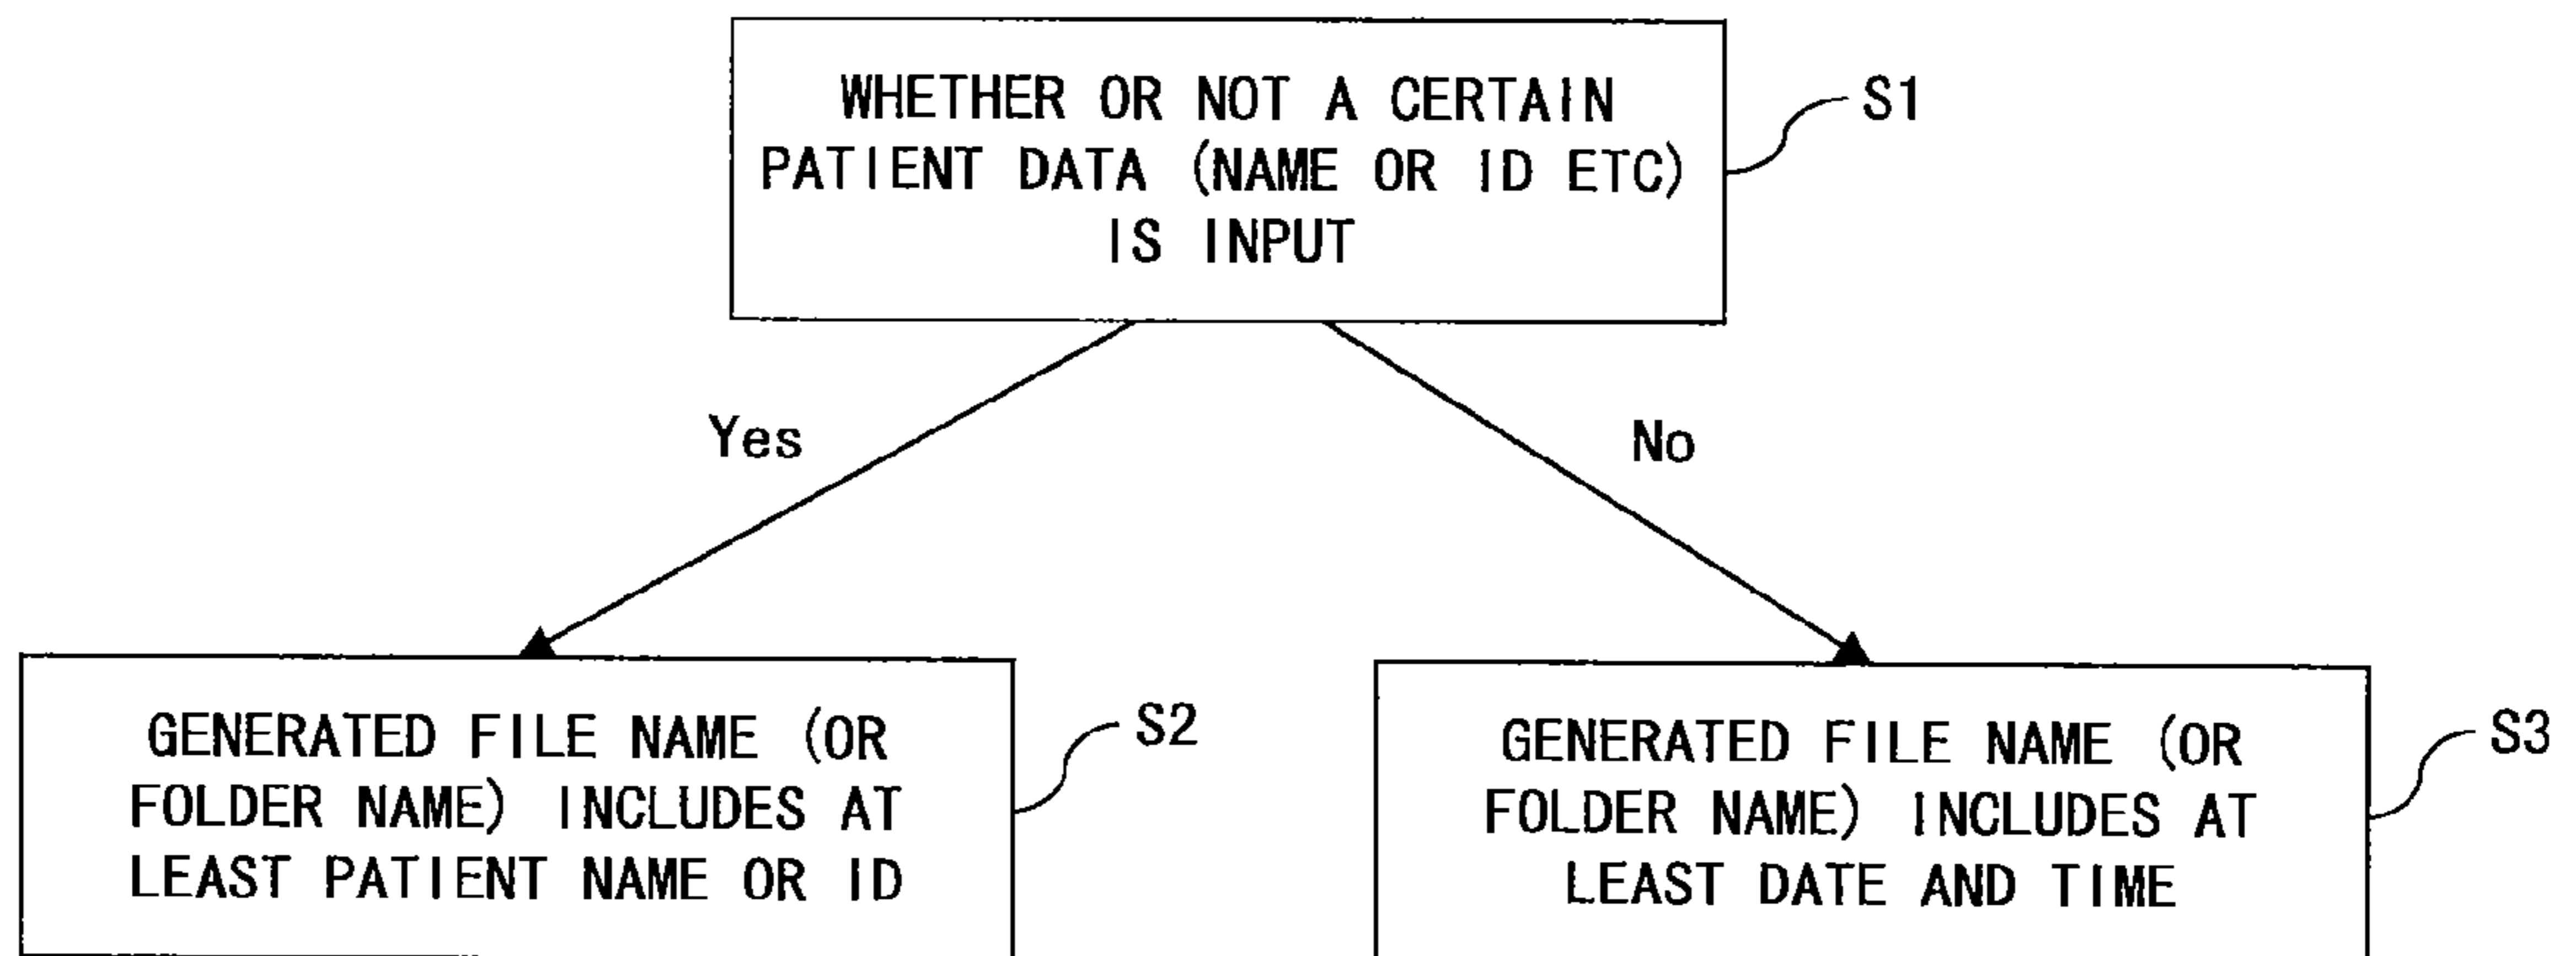 WHETHER OR NOT A CERTAIN
PATIENT DATA (NAME OR ID ETC)
IS INPUT
S1
Yes
No
GENERATED FILE NAME (OR
FOLDER NAME) INCLUDES AT
LEAST PATIENT NAME OR ID
S2
GENERATED FILE NAME (OR
FOLDER NAME) INCLUDES AT
LEAST DATE AND TIME
S3